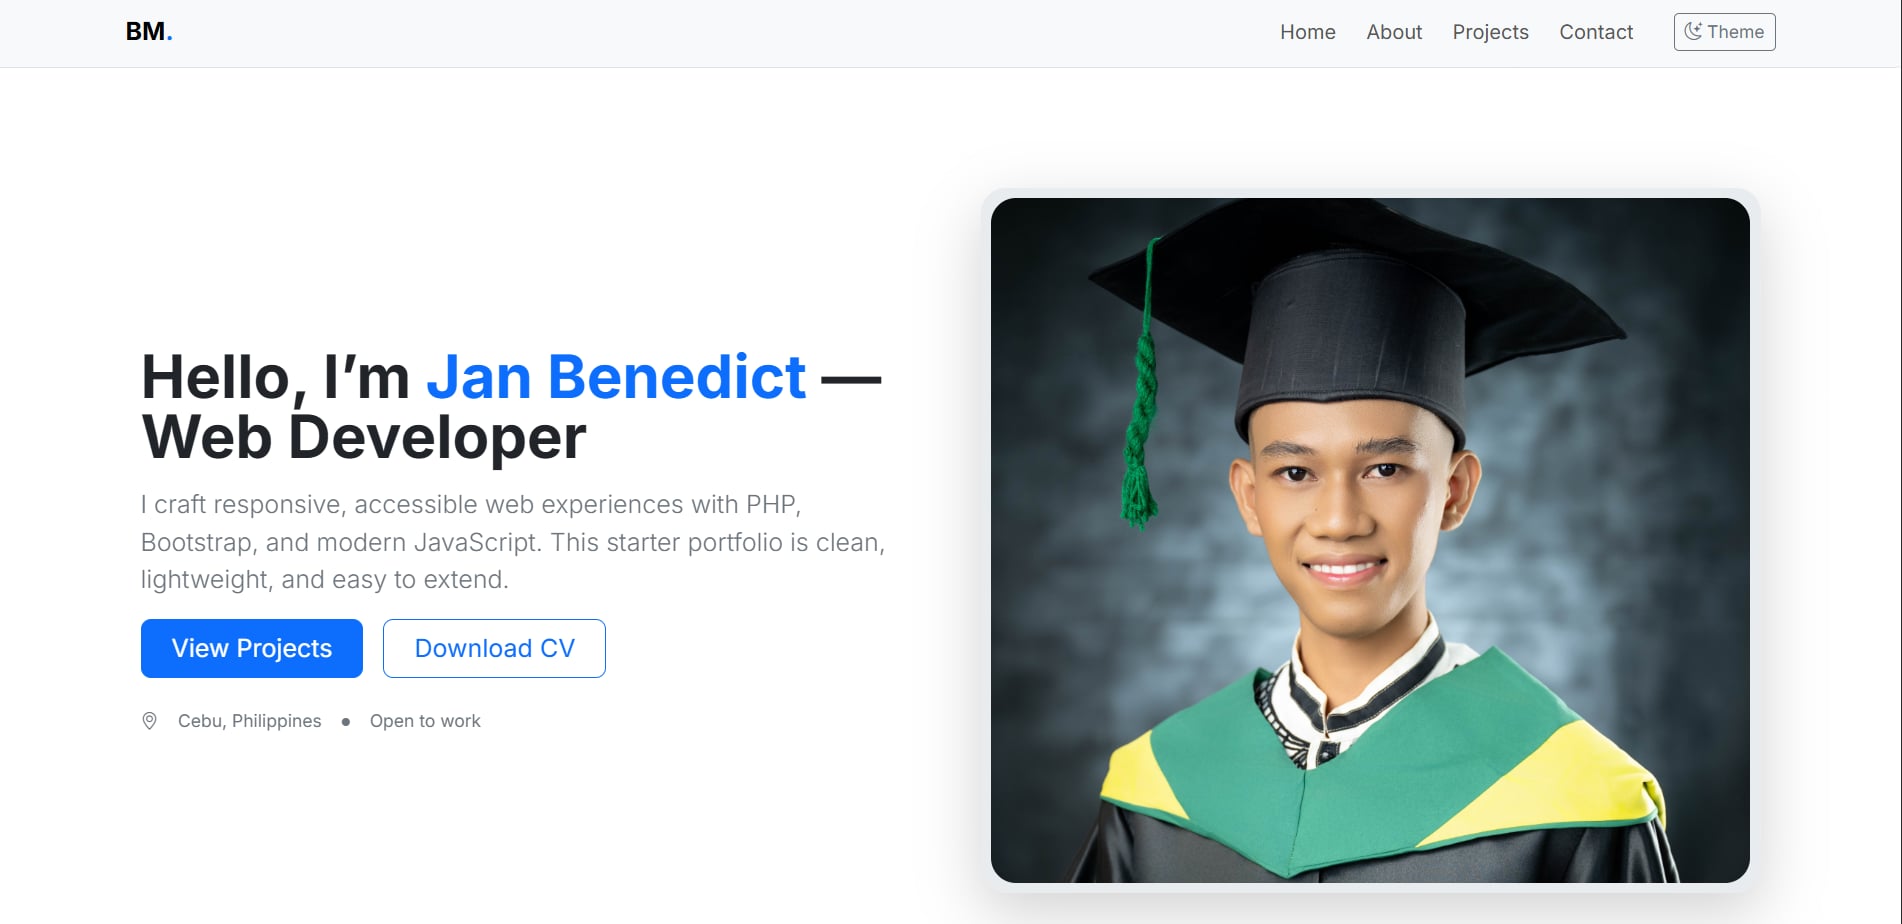 BM.
Home About Projects Contact Theme
Hello, I’m Jan Benedict —
Web Developer
I craft responsive, accessible web experiences with PHP,
Bootstrap, and modern JavaScript. This starter portfolio is clean,
lightweight, and easy to extend.
View Projects Download CV
Cebu, Philippines ● Open to work